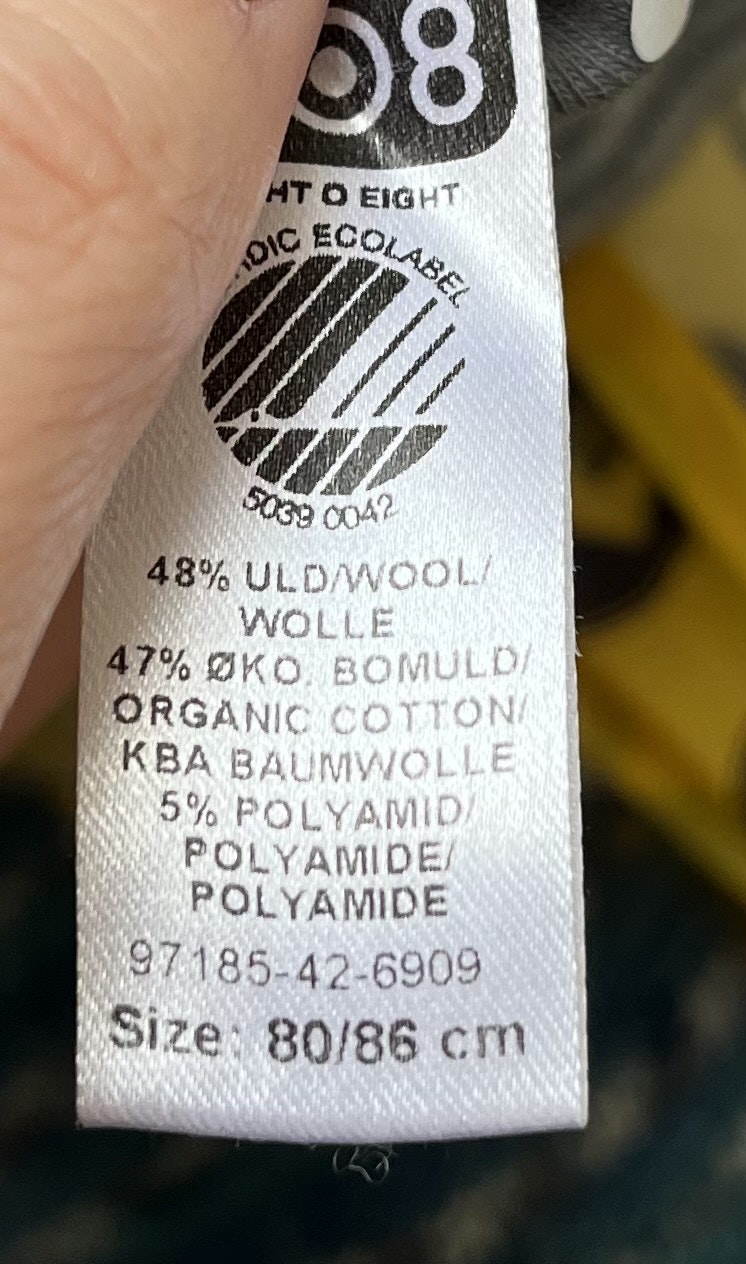 08
HT O EIGHT
DIC ECOLABEL
5039 0042
48% ULD/WOOL/
WOLLE
47% ØKO. BOMULD/
ORGANIC COTTON/
KBA BAUMWOLLE
5% POLYAMID/
POLYAMIDE/
POLYAMIDE
97185-42-6909
Size: 80/86 cm